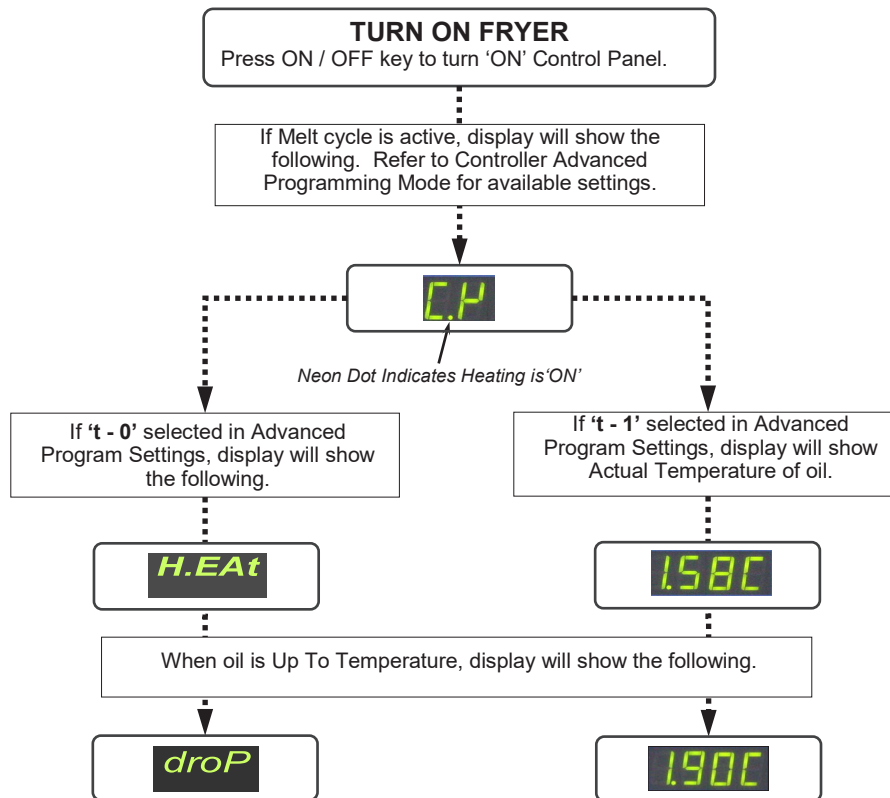 TURN ON FRYER
Press ON / OFF key to turn ‘ON’ Control Panel.
If Melt cycle is active, display will show the
following. Refer to Controller Advanced
Programming Mode for available settings.
C.Y
Neon Dot Indicates Heating is‘ON’
If ‘t - 0’ selected in Advanced
Program Settings, display will show
the following.
If ‘t - 1’ selected in Advanced
Program Settings, display will show
Actual Temperature of oil.
H.EAt
1.58C
When oil is Up To Temperature, display will show the following.
droP
1.90C